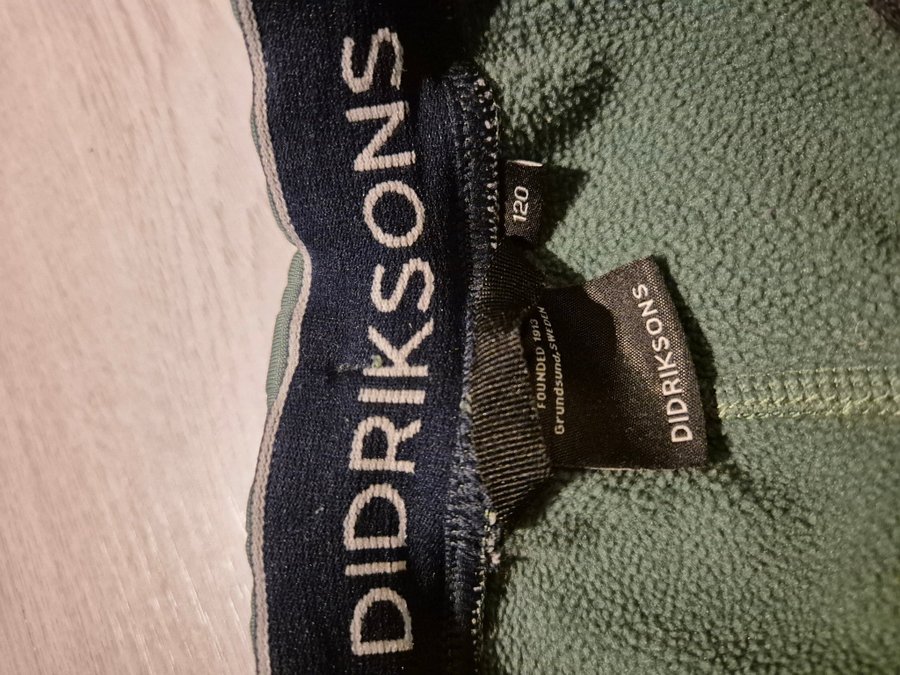 DIDRIKSONS
120
FOUNDED 1913
Grundsund, SWEDEN
DIDRIKSONS